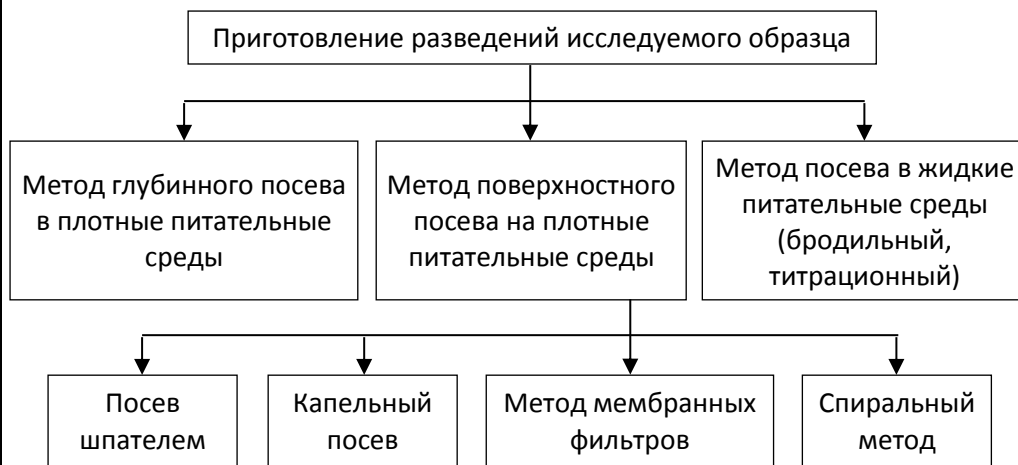 Приготовление разведений исследуемого образца
Метод глубинного посева
в плотные питательные
среды
Метод поверхностного
посева на плотные
питательные среды
Метод посева в жидкие
питательные среды
(бродильный,
титрационный)
Посев
шпателем
Капельный
посев
Метод мембранных
фильтров
Спиральный
метод